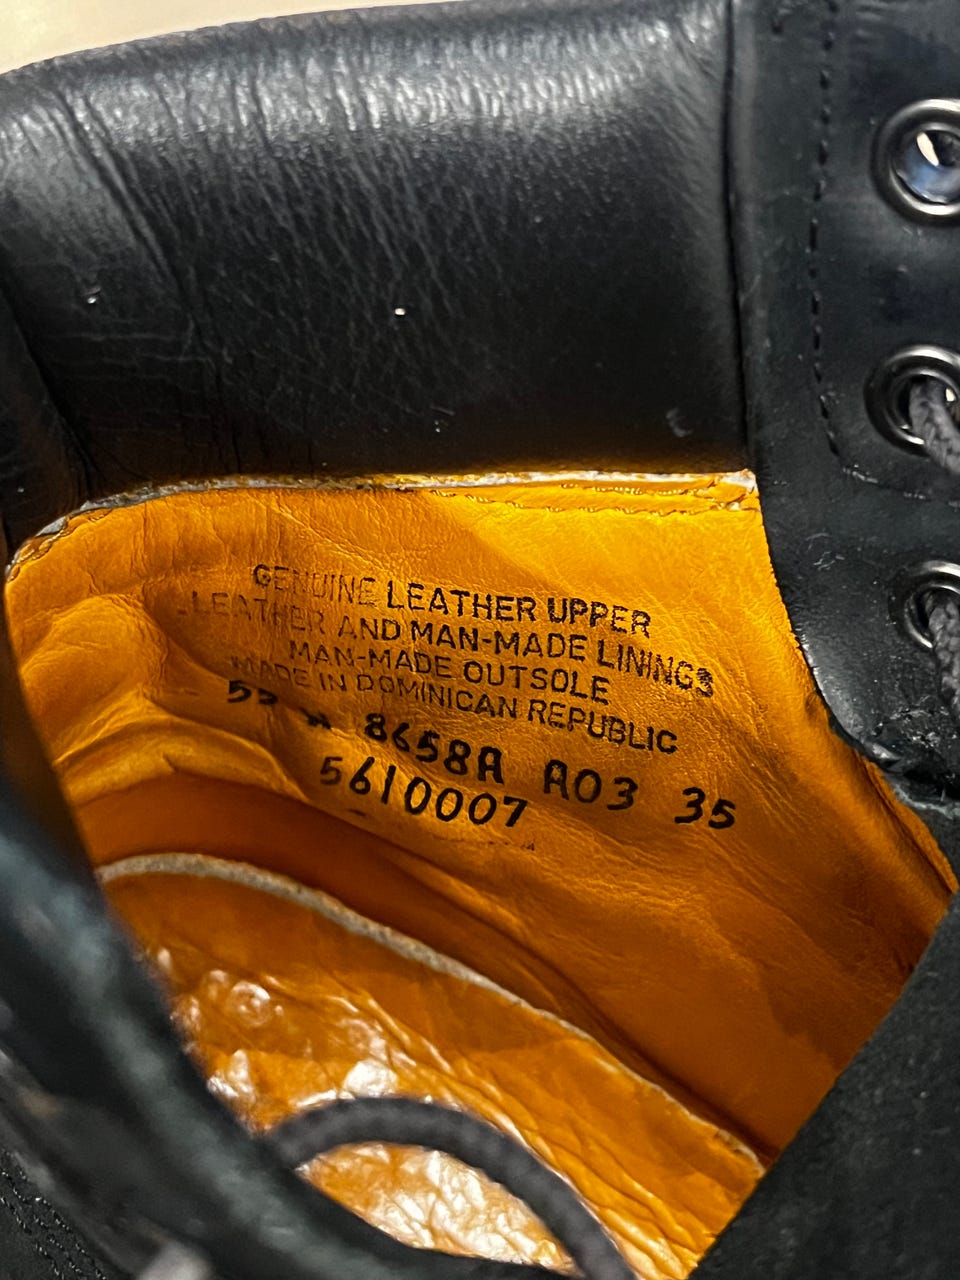 GENUINE LEATHER UPPER
LEATHER AND MAN-MADE LININGS
MAN-MADE OUTSOLE
MADE IN DOMINICAN REPUBLIC
8658A A03 35
5610007